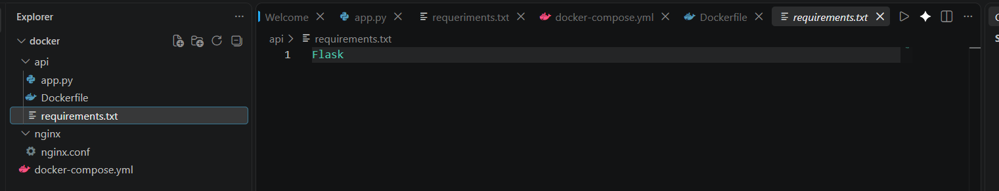 Explorer
docker
api
app.py
Dockerfile
requirements.txt
nginx
nginx.conf
docker-compose.yml
Welcome app.py requeriments.txt docker-compose.yml Dockerfile requirements.txt
api > requirements.txt
1 Flask